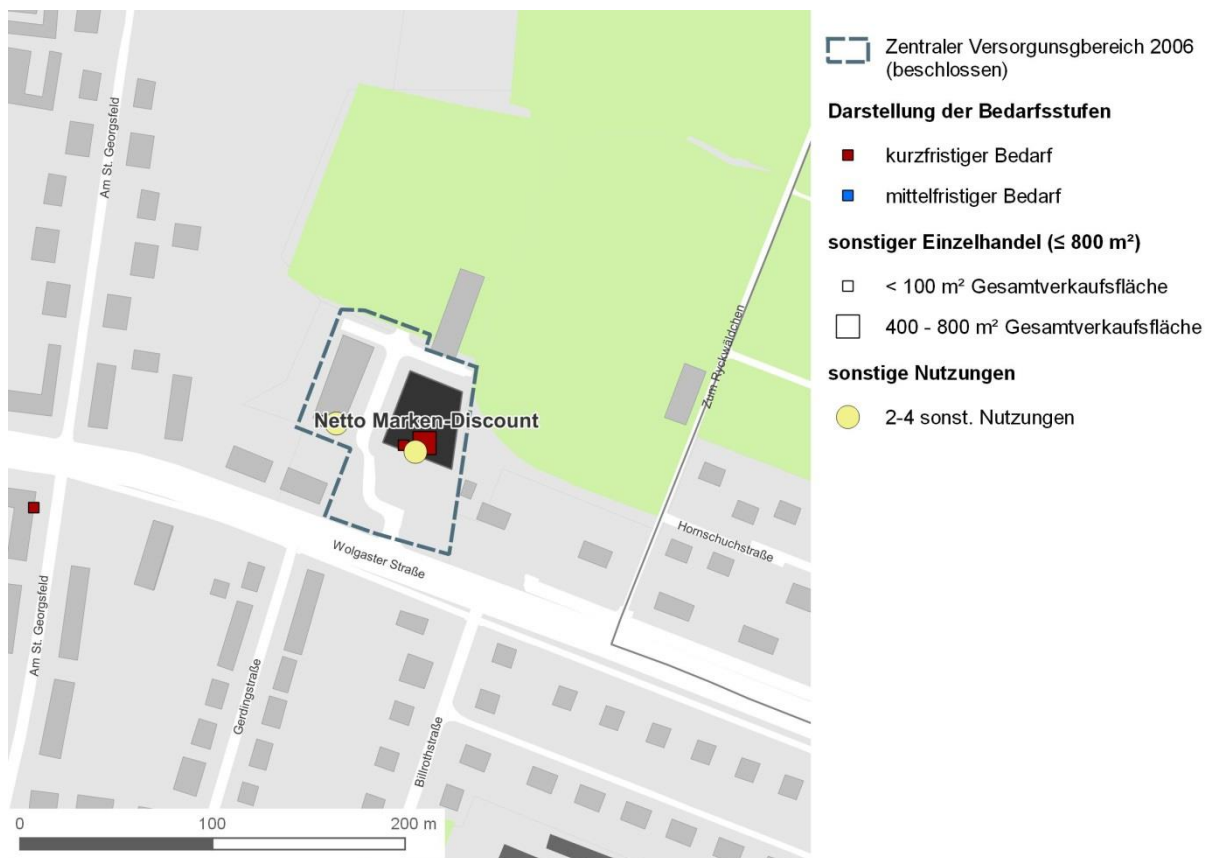 Zentraler Versorgunsgbereich 2006
(beschlossen)
Darstellung der Bedarfsstufen
kurzfristiger Bedarf
mittelfristiger Bedarf
sonstiger Einzelhandel (≤ 800 m²)
< 100 m² Gesamtverkaufsfläche
400 - 800 m² Gesamtverkaufsfläche
sonstige Nutzungen
2-4 sonst. Nutzungen
Am St. Georgsfeld
Zum Ryckwäldchen
Netto Marken-Discount
Hornschuchstraße
Wolgaster Straße
Am St. Georgsfeld
Gerdingstraße
Billrothstraße
0 100 200 m